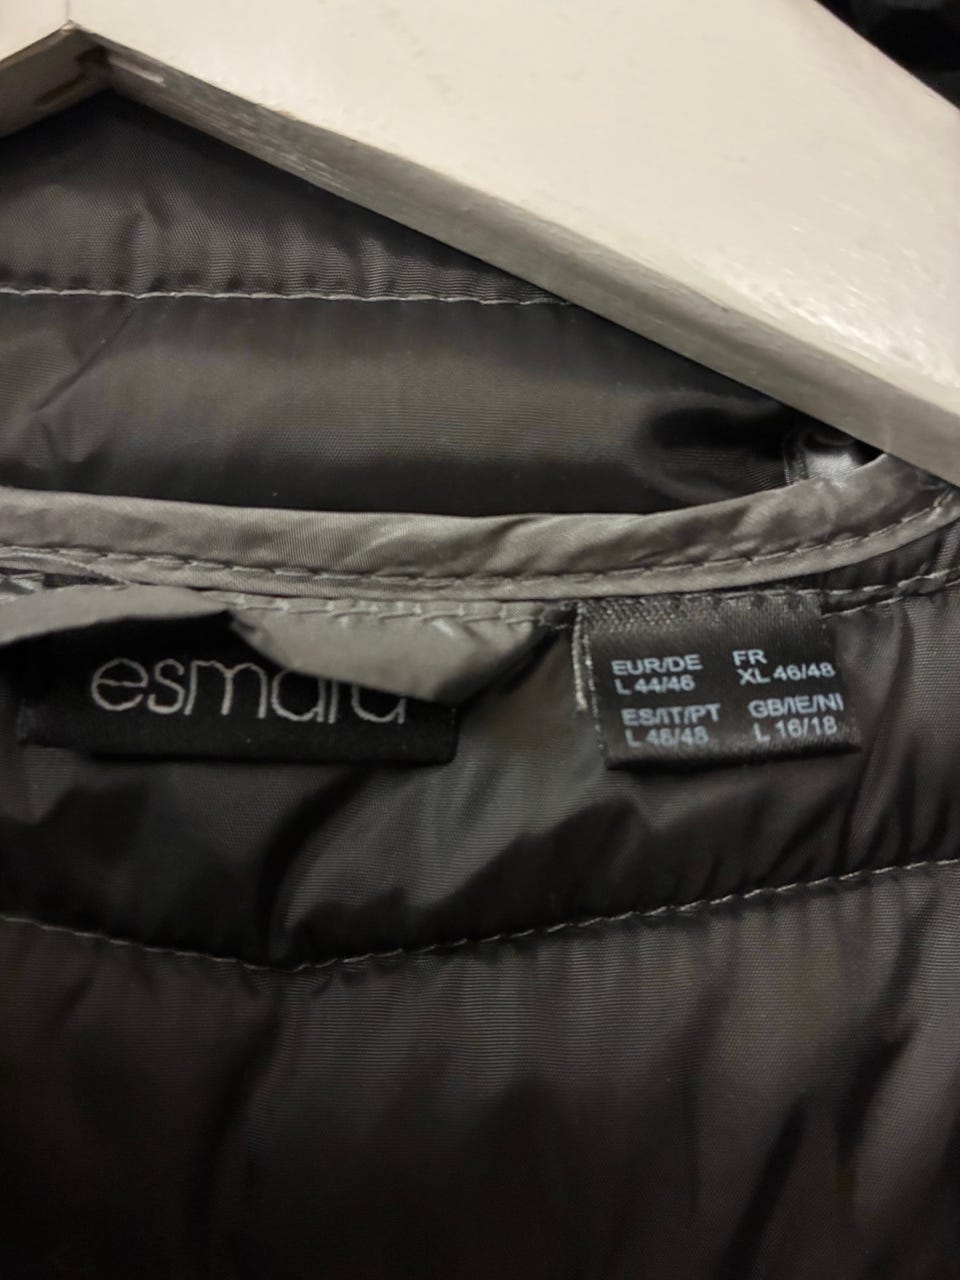 esmara
EUR/DE
L 44/46
FR
XL 46/48
ES/IT/PT
L 46/48
GB/IE/NI
L 16/18